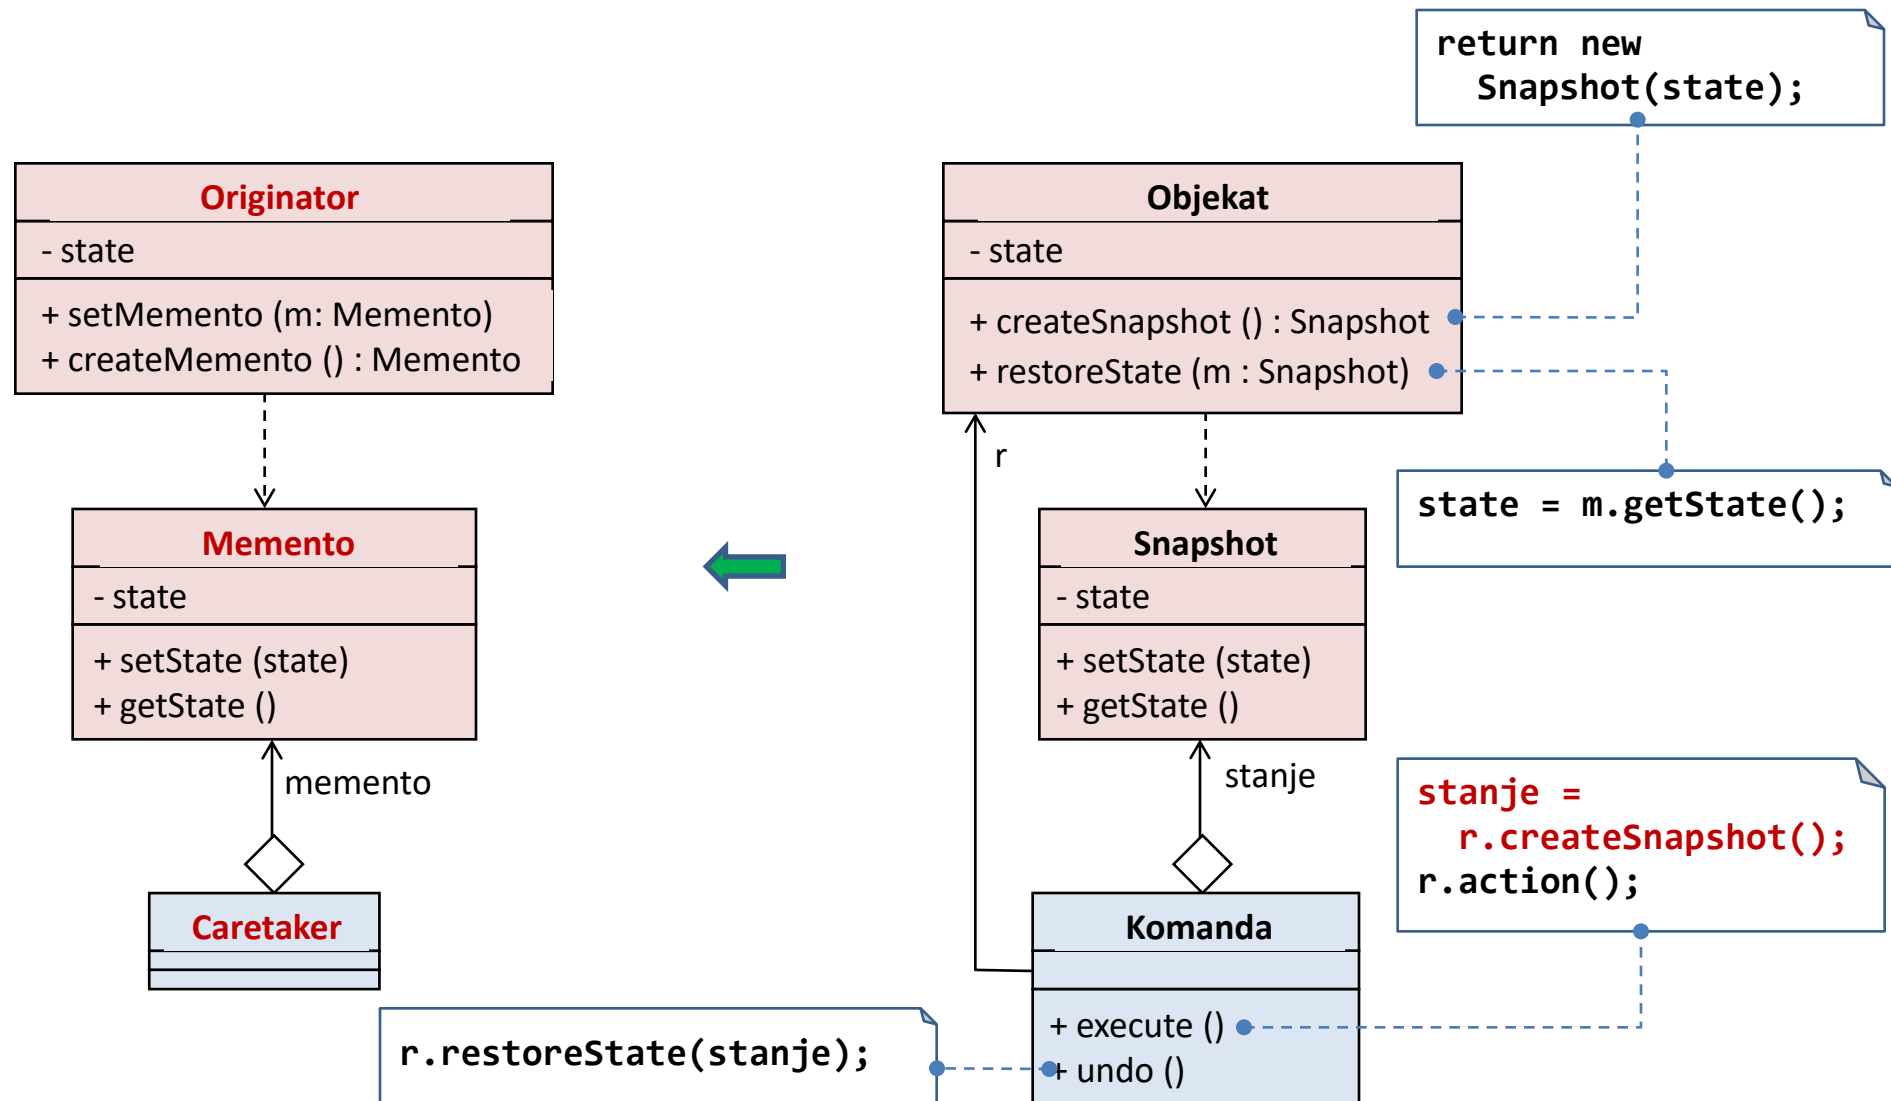 return new
Snapshot(state);
Originator
- state
+ setMemento (m: Memento)
+ createMemento () : Memento
Objekat
- state
+ createSnapshot () : Snapshot
+ restoreState (m : Snapshot)
r
state = m.getState();
Memento
- state
+ setState (state)
+ getState ()
Snapshot
- state
+ setState (state)
+ getState ()
memento
stanje
stanje =
r.createSnapshot();
r.action();
Caretaker
Komanda
+ execute ()
+ undo ()
r.restoreState(stanje);